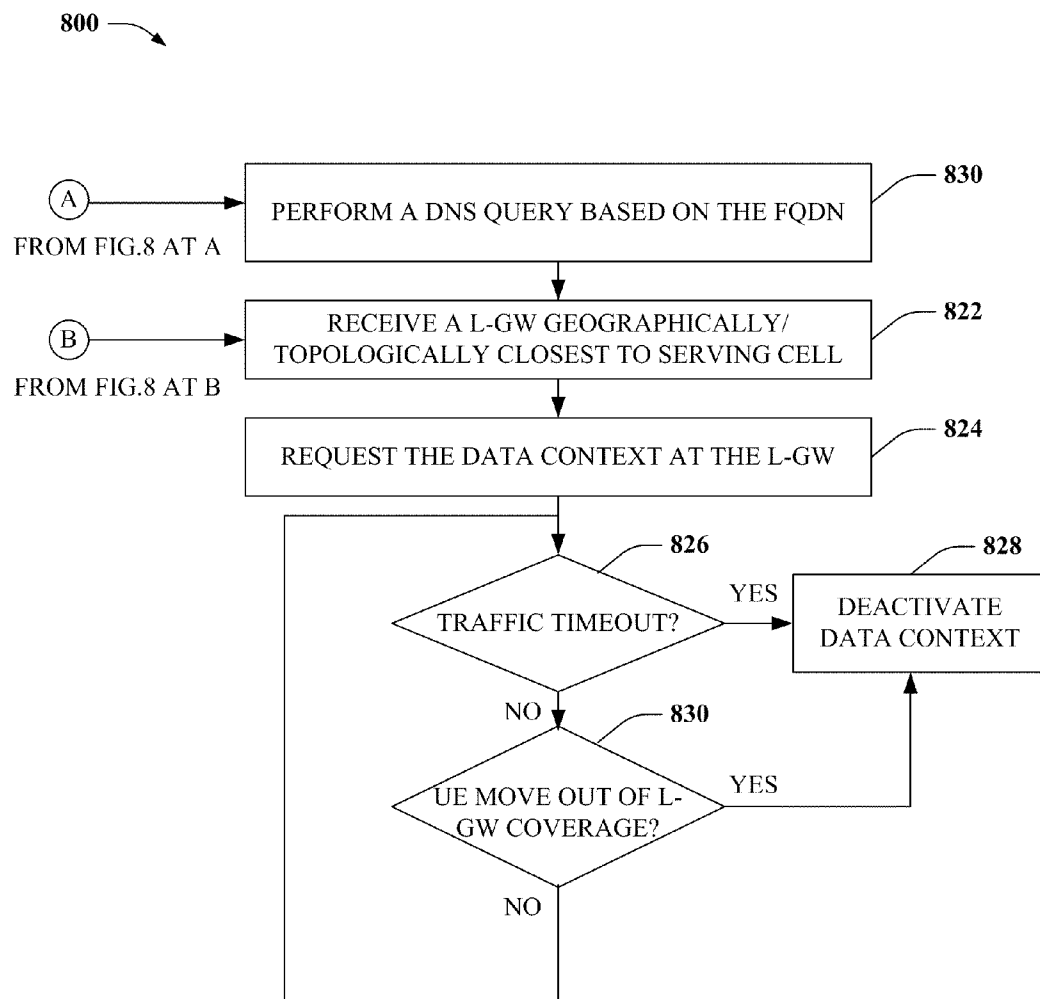 800
830
A
PERFORM A DNS QUERY BASED ON THE FQDN
FROM FIG.8 AT A
822
B
RECEIVE A L-GW GEOGRAPHICALLY/
TOPOLOGICALLY CLOSEST TO SERVING CELL
FROM FIG.8 AT B
824
REQUEST THE DATA CONTEXT AT THE L-GW
826
828
TRAFFIC TIMEOUT?
YES
DEACTIVATE
DATA CONTEXT
NO
830
UE MOVE OUT OF L-
GW COVERAGE?
YES
NO